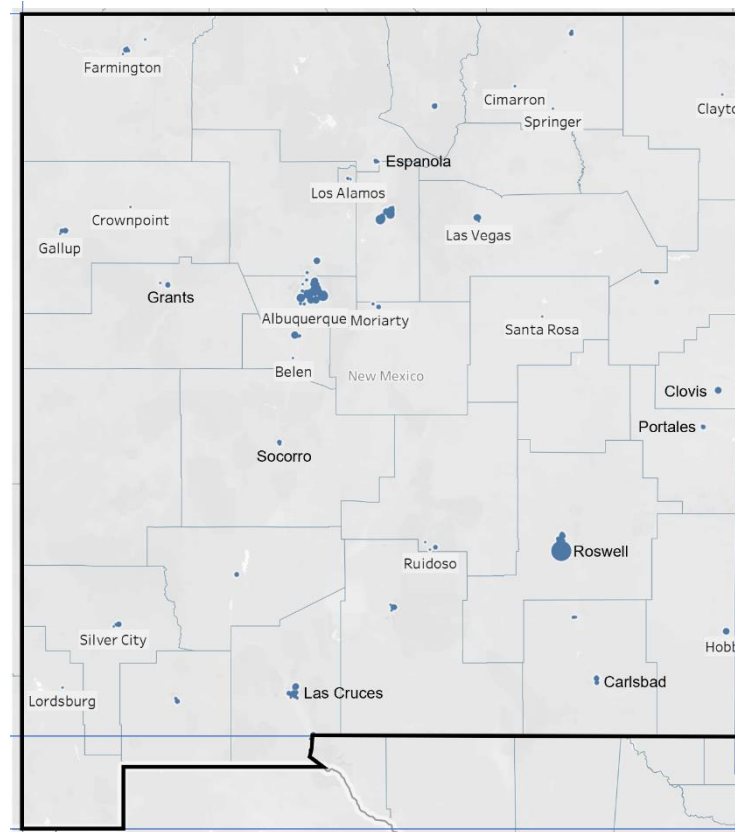 Farmington
Cimarron
Springer
Clayto
Espanola
Los Alamos
Crownpoint
Gallup
Las Vegas
Grants
Albuquerque
Moriarty
Santa Rosa
Belen
New Mexico
Clovis
Portales
Socorro
Roswell
Ruidoso
Silver City
Hobb
Lordsburg
Las Cruces
Carlsbad